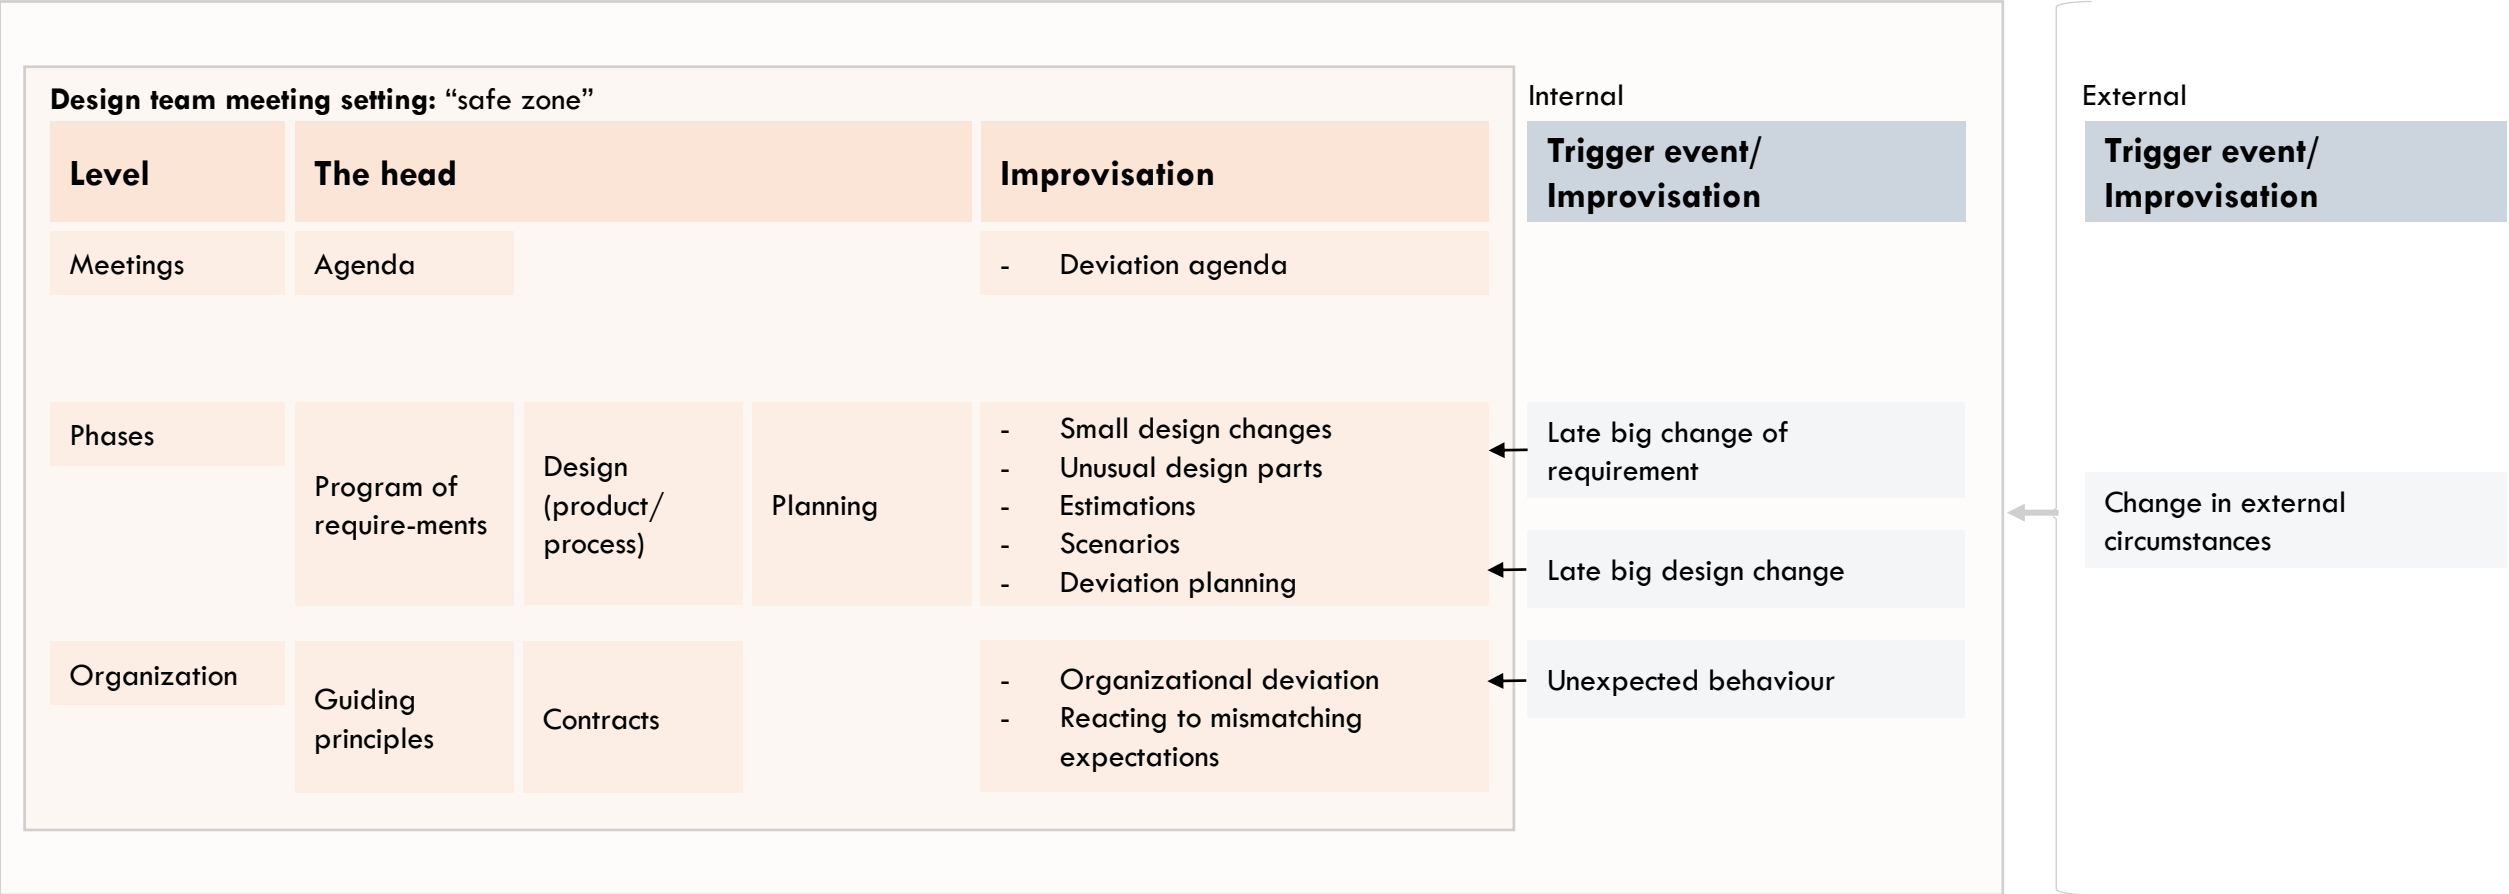 Design team meeting setting: “safe zone”
Internal
External
Level
The head
Improvisation
Trigger event/
Improvisation
Trigger event/
Improvisation
Meetings
Agenda
- Deviation agenda
Phases
Program of
require-ments
Design
(product/
process)
Planning
- Small design changes
- Unusual design parts
- Estimations
- Scenarios
- Deviation planning
Late big change of
requirement
Late big design change
Change in external
circumstances
Organization
Guiding
principles
Contracts
- Organizational deviation
- Reacting to mismatching
expectations
Unexpected behaviour